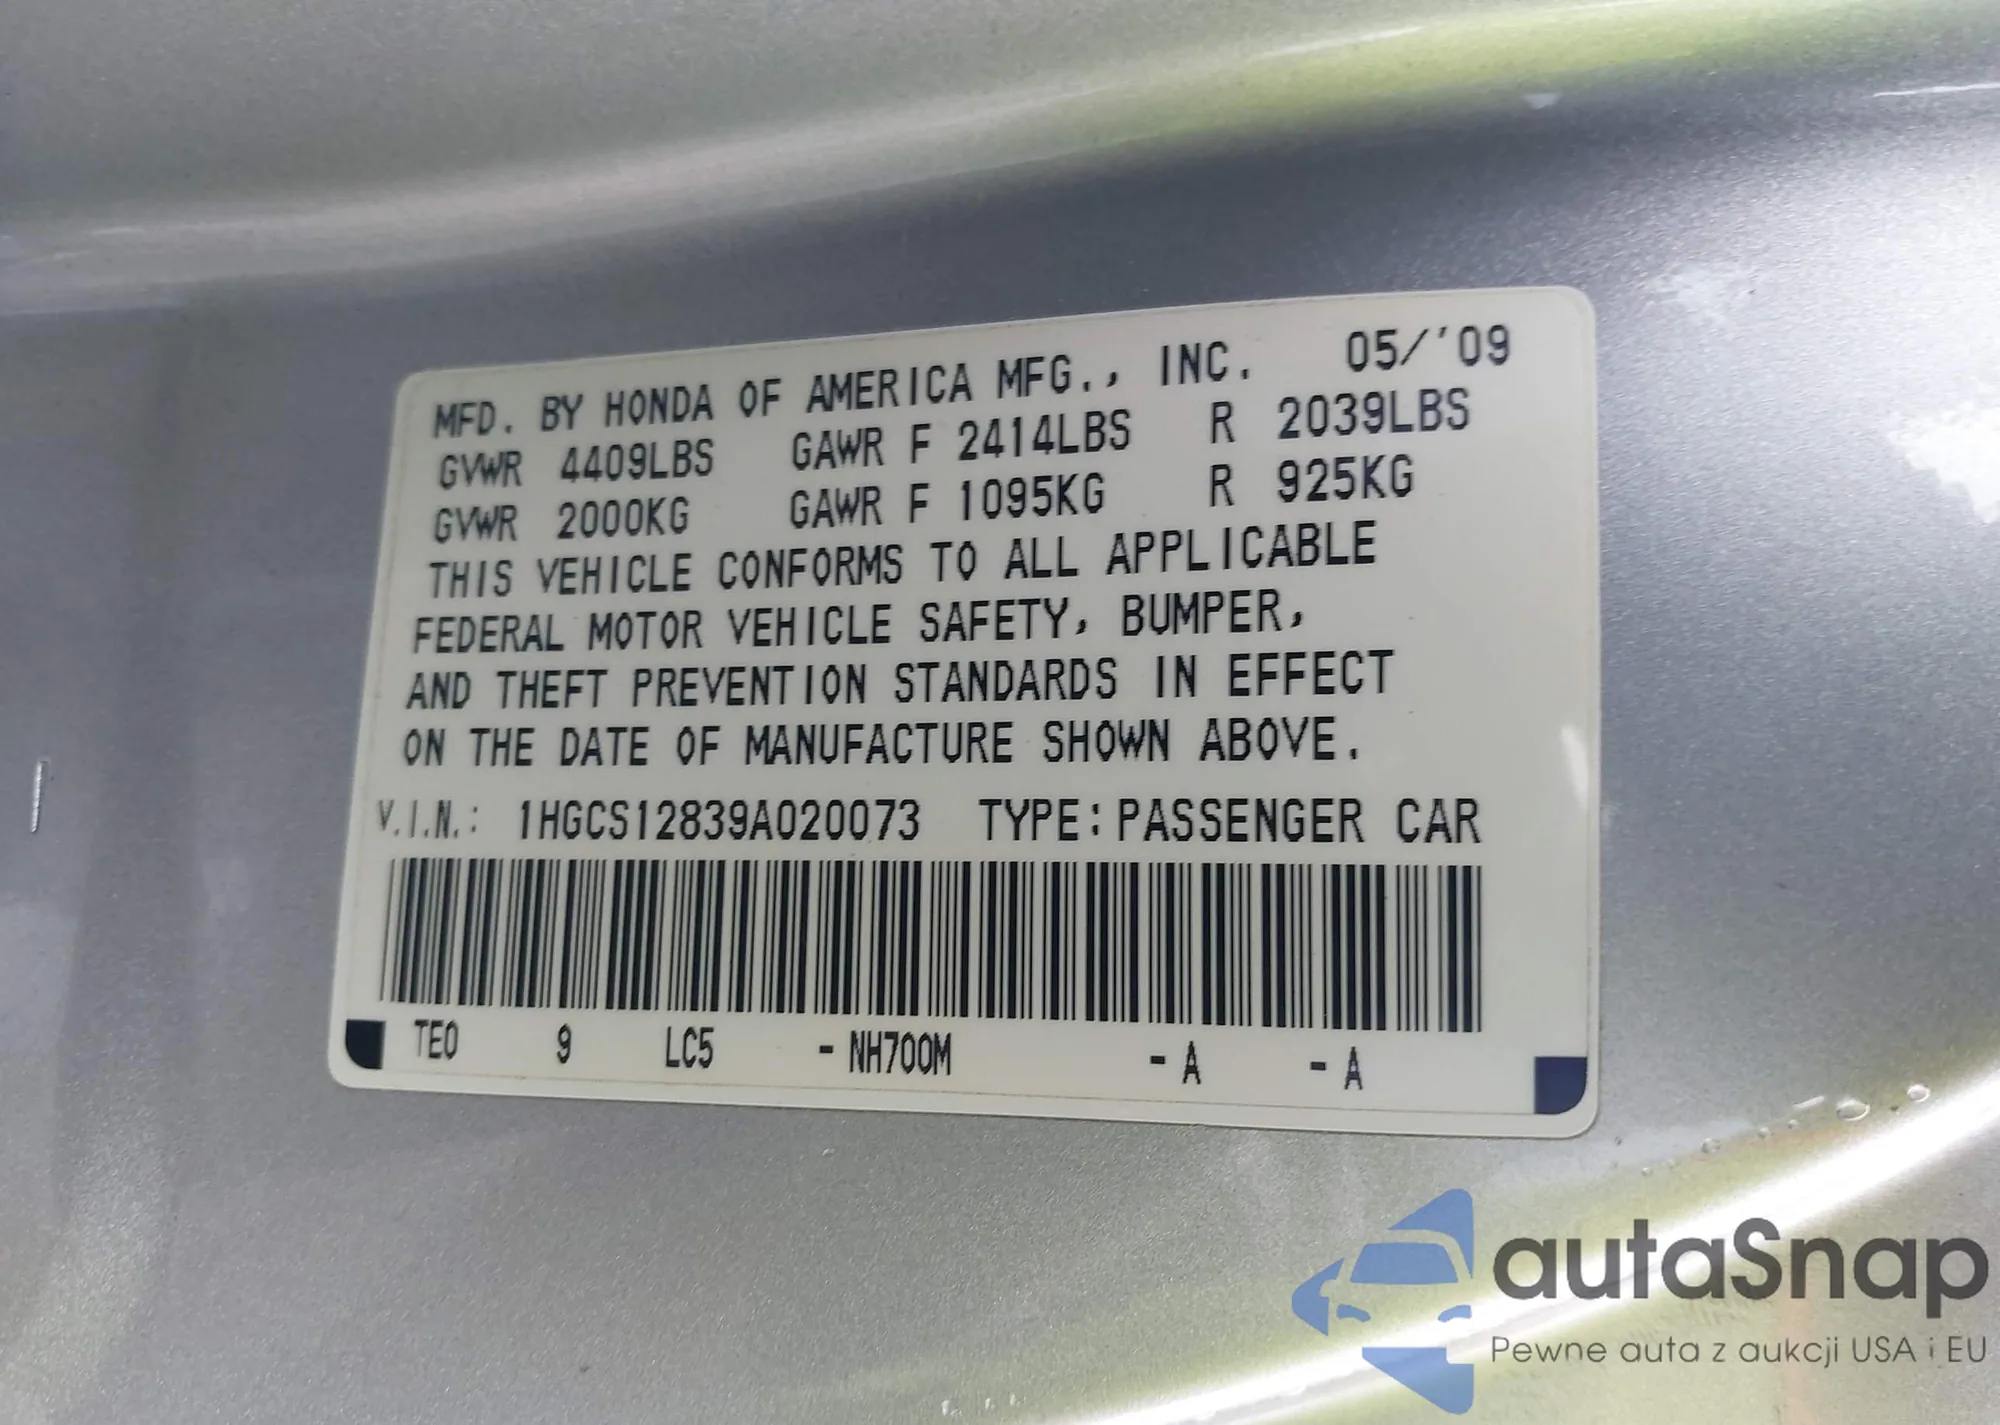 MFD. BY HONDA OF AMERICA MFG., INC. 05/'09
GVWR 4409LBS GAWR F 2414LBS R 2039LBS
GVWR 2000KG GAWR F 1095KG R 925KG
THIS VEHICLE CONFORMS TO ALL APPLICABLE
FEDERAL MOTOR VEHICLE SAFETY, BUMPER,
AND THEFT PREVENTION STANDARDS IN EFFECT
ON THE DATE OF MANUFACTURE SHOWN ABOVE.
V.I.N.: 1HGCS12839A020073 TYPE: PASSENGER CAR
TE0 9 LC5 - NH700M - A - A
autaSnap
Pewne auta z aukcji USA i EU